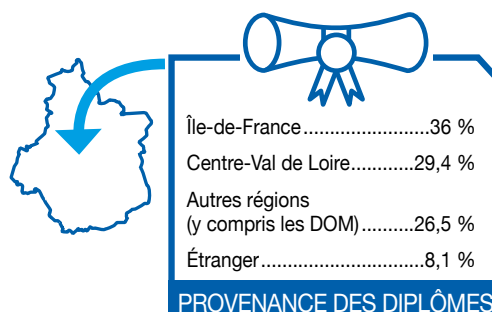 Île-de-France.......................36 %
Centre-Val de Loire............29,4 %
Autres régions
(y compris les DOM)..........26,5 %
Étranger..............................8,1 %
PROVENANCE DES DIPLÔMES